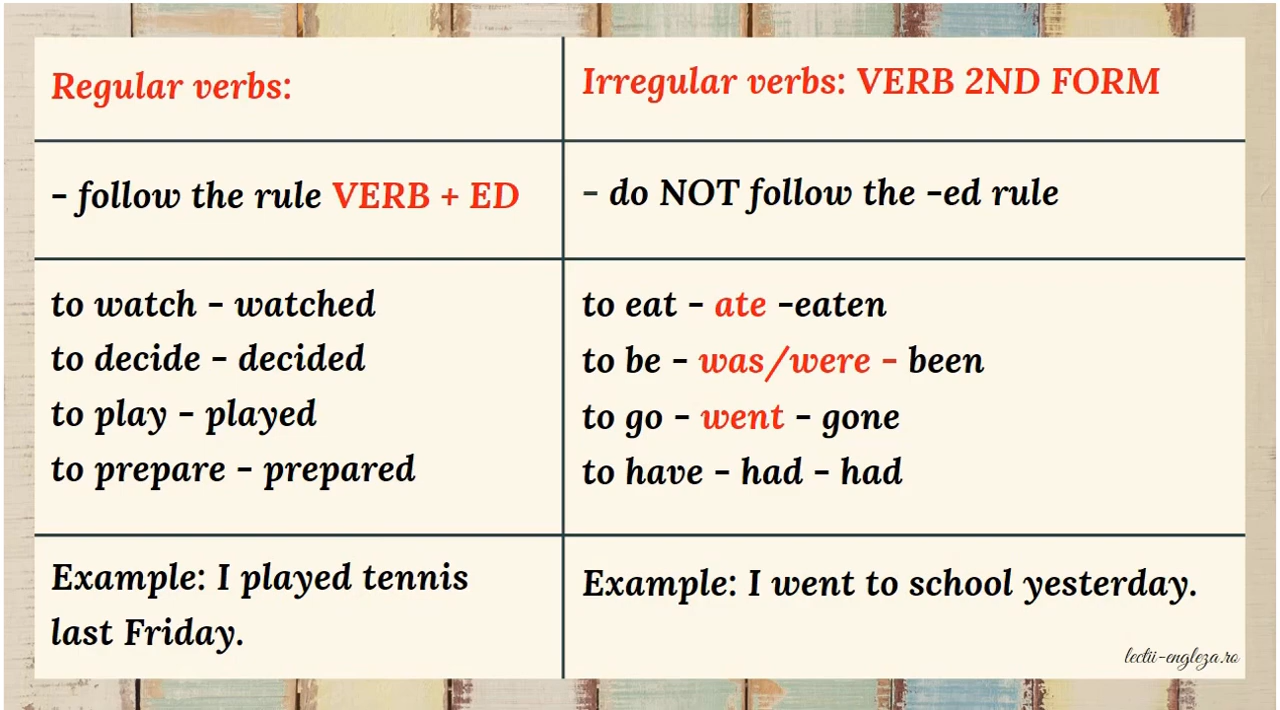 Regular verbs:
Irregular verbs: VERB 2ND FORM
- follow the rule VERB + ED
- do NOT follow the -ed rule
to watch - watched
to decide - decided
to play - played
to prepare - prepared
to eat - ate -eaten
to be - was/were - been
to go - went - gone
to have - had - had
Example: I played tennis
last Friday.
Example: I went to school yesterday.
lectii-engleza.ro